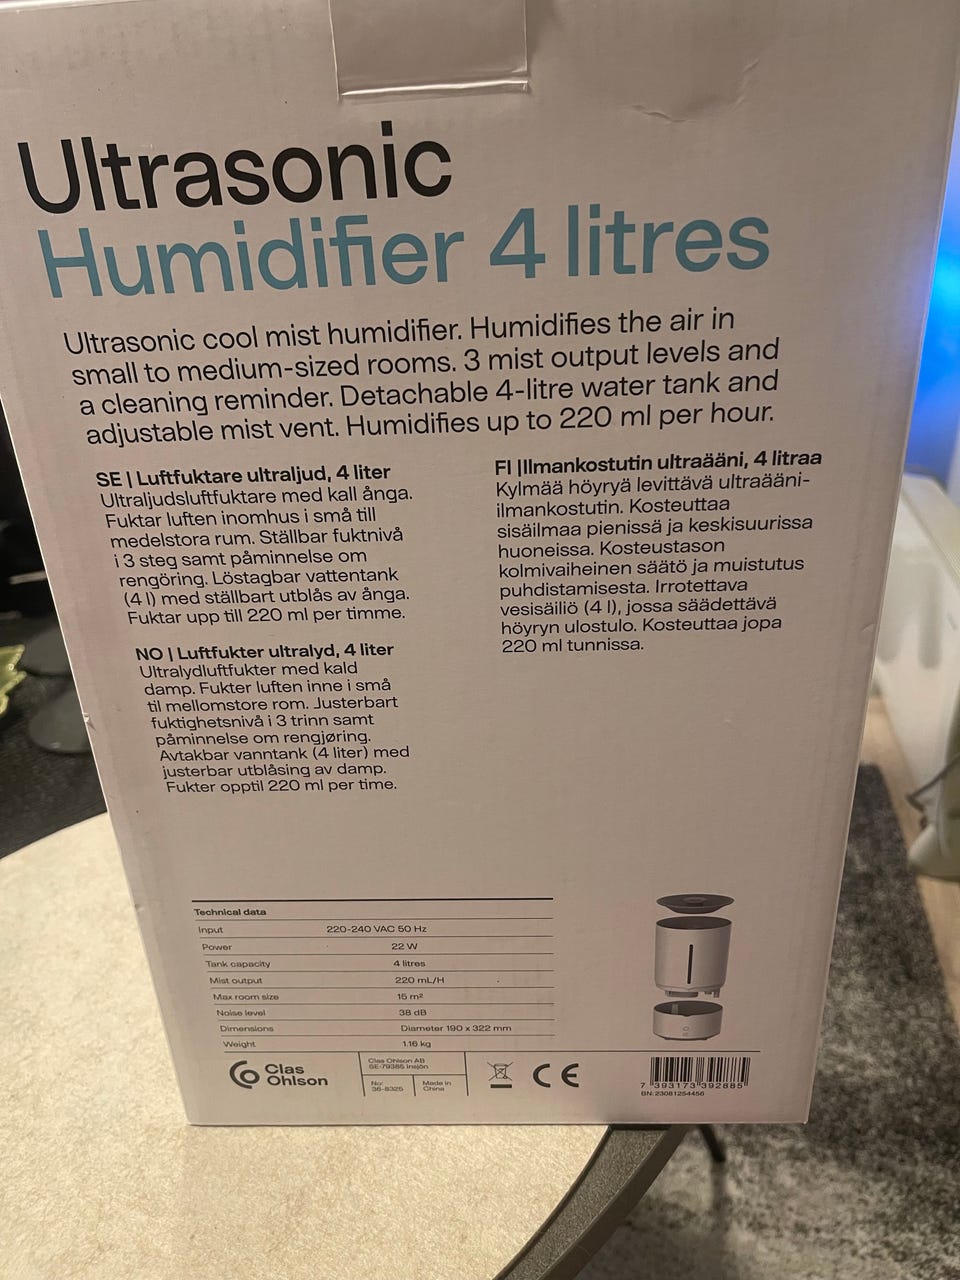 Ultrasonic
Humidifier 4 litres
Ultrasonic cool mist humidifier. Humidifies the air in
small to medium-sized rooms. 3 mist output levels and
a cleaning reminder. Detachable 4-litre water tank and
adjustable mist vent. Humidifies up to 220 ml per hour.
SE | Luftfuktare ultraljud, 4 liter
Ultraljudsluftfuktare med kall ånga.
Fuktar luften inomhus i små till
medelstora rum. Ställbar fuktnivå
i 3 steg samt påminnelse om
rengöring. Löstagbar vattentank
(4 l) med ställbart utblås av ånga.
Fuktar upp till 220 ml per timme.
NO | Luftfukter ultralyd, 4 liter
Ultralydluftfukter med kald
damp. Fukter luften inne i små
til mellomstore rom. Justerbart
fuktighetsnivå i 3 trinn samt
påminnelse om rengjøring.
Avtakbar vanntank (4 liter) med
justerbar utblåsing av damp.
Fukter opptil 220 ml per time.
FI |Ilmankostutin ultraääni, 4 litraa
Kylmää höyryä levittävä ultraääni-
ilmankostutin. Kosteuttaa
sisäilmaa pienissä ja keskisuurissa
huoneissa. Kosteustason
kolmivaiheinen säätö ja muistutus
puhdistamisesta. Irrotettava
vesisäiliö (4 l), jossa säädettävä
höyryn ulostulo. Kosteuttaa jopa
220 ml tunnissa.
Technical data
Input 220-240 VAC 50 Hz
Power 22 W
Tank capacity 4 litres
Mist output 220 mL/H
Max room size 15 m²
Noise level 38 dB
Dimensions Diameter 190 x 322 mm
Weight 1.16 kg
Clas
Ohlson
Clas Ohlson AB
SE-79385 Insjön
No:
36-8325
Made in
China
CE
7 393173 392885
BN: 23081254456